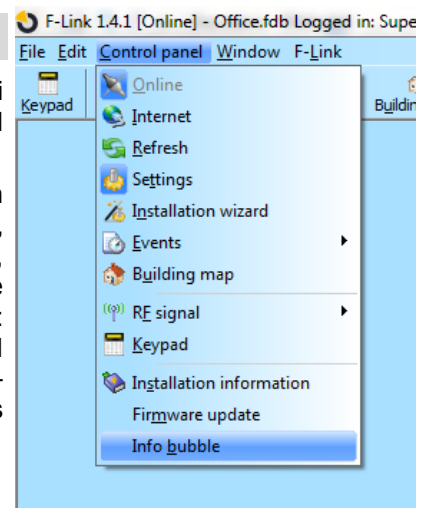 F-Link 1.4.1 [Online] - Office.fdb Logged in: Supe
File Edit Control panel Window F-Link
Keypad
Online
Internet
Refresh
Settings
Installation wizard
Events
Building map
RF signal
Keypad
Installation information
Firmware update
Info bubble